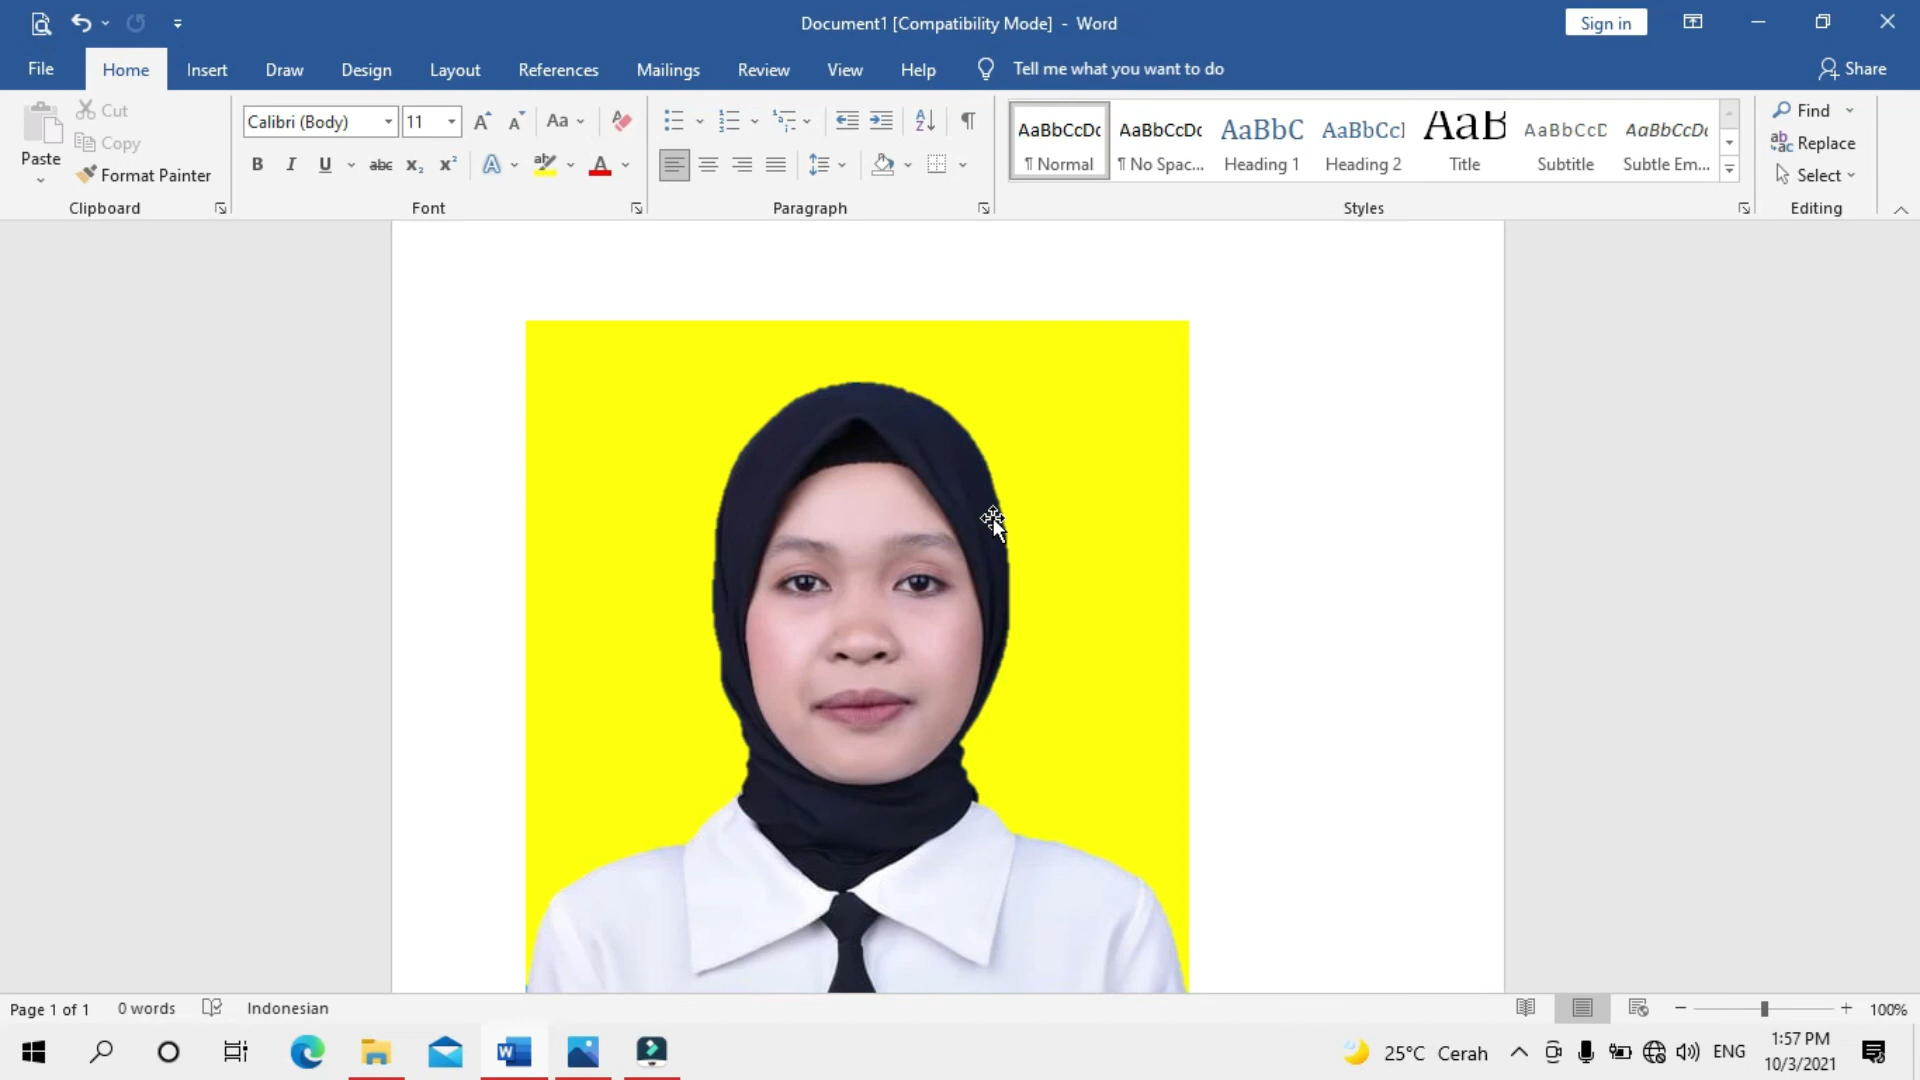 Document1 [Compatibility Mode] - Word
Sign in
File Home Insert Draw Design Layout References Mailings Review View Help Tell me what you want to do Share
Paste
Cut
Copy
Format Painter
Clipboard
Calibri (Body) 11
Font
Paragraph
AaBbCcDc AaBbCcDc AaBbC AaBbCcI AaB AaBbCcD AaBbCcDc
¶ Normal ¶ No Spac... Heading 1 Heading 2 Title Subtitle Subtle Em...
Styles
Find
Replace
Select
Editing
Page 1 of 1 0 words Indonesian 100%
25°C Cerah ENG
1:57 PM
10/3/2021